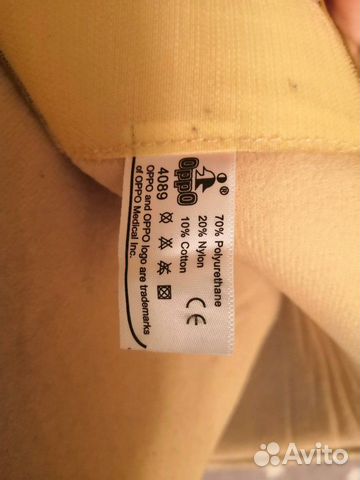 oppo®
4089
70% Polyurethane
20% Nylon
10% Cotton
CE
OPPO and OPPO logo are trademarks
of OPPO Medical Inc.
Avito